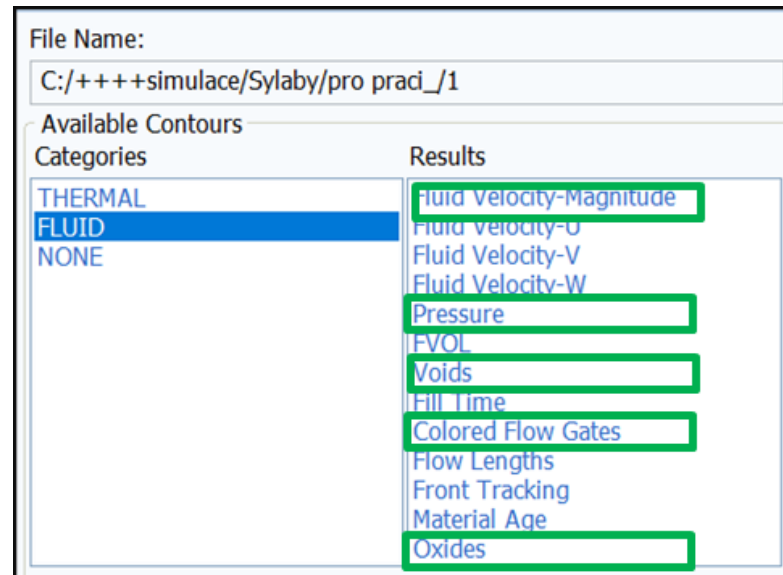 File Name:
C:/++++simulace/Sylaby/pro praci_/1
Available Contours
Categories
Results
THERMAL
FLUID
NONE
Fluid Velocity-Magnitude
Fluid Velocity-U
Fluid Velocity-V
Fluid Velocity-W
Pressure
FVOL
Voids
Fill Time
Colored Flow Gates
Flow Lengths
Front Tracking
Material Age
Oxides